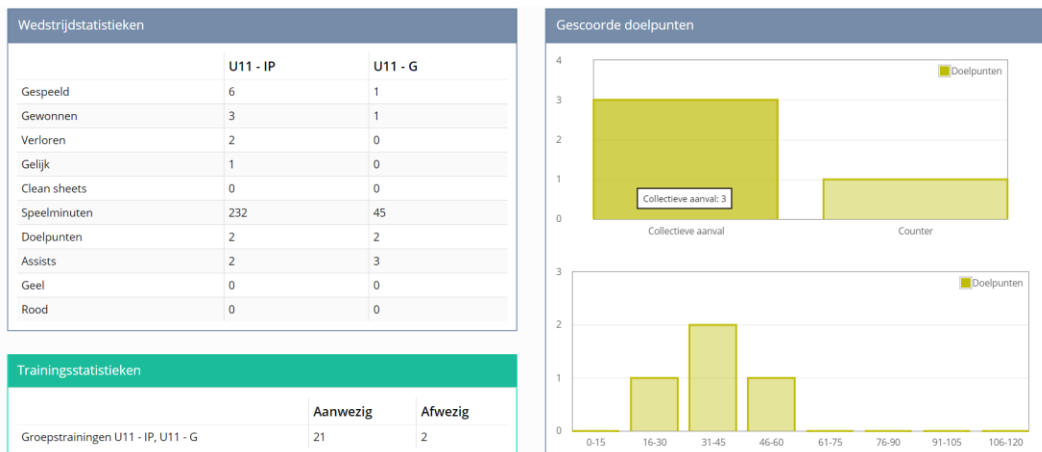 Wedstrijdstatistieken
U11 - IP U11 - G
Gespeeld 6 1
Gewonnen 3 1
Verloren 2 0
Gelijk 1 0
Clean sheets 0 0
Speelminuten 232 45
Doelpunten 2 2
Assists 2 3
Geel 0 0
Rood 0 0
Trainingsstatistieken
Aanwezig Afwezig
Groepstrainingen U11 - IP, U11 - G 21 2
Gescoorde doelpunten
4
Doelpunten
3
2
1
Collectieve aanval: 3
0
Collectieve aanval Counter
3
Doelpunten
2
1
0
0-15 16-30 31-45 46-60 61-75 76-90 91-105 106-120